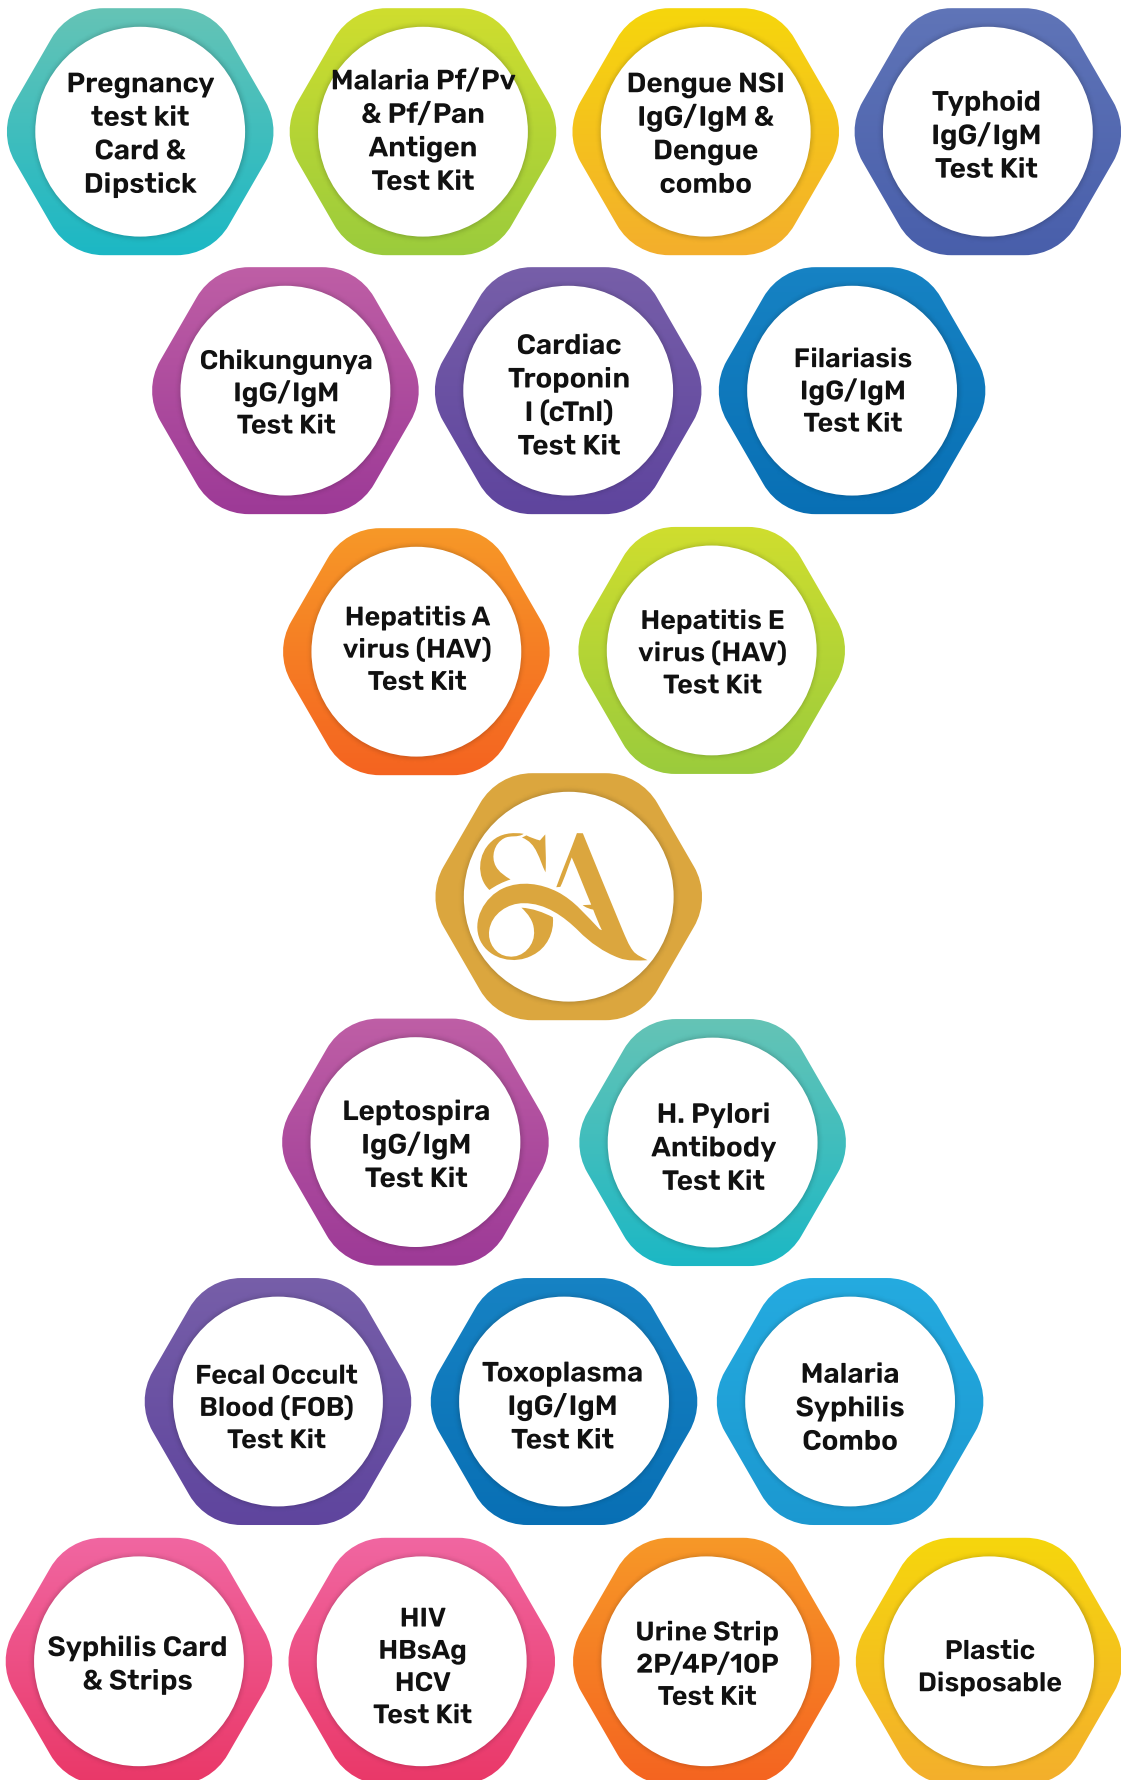 Pregnancy
test kit
Card &
Dipstick
Malaria Pf/Pv
& Pf/Pan
Antigen
Test Kit
Dengue NSI
IgG/IgM &
Dengue
combo
Typhoid
IgG/IgM
Test Kit
Chikungunya
IgG/IgM
Test Kit
Cardiac
Troponin
I (cTnI)
Test Kit
Filariasis
IgG/IgM
Test Kit
Hepatitis A
virus (HAV)
Test Kit
Hepatitis E
virus (HAV)
Test Kit
SA
Leptospira
IgG/IgM
Test Kit
H. Pylori
Antibody
Test Kit
Fecal Occult
Blood (FOB)
Test Kit
Toxoplasma
IgG/IgM
Test Kit
Malaria
Syphilis
Combo
Syphilis Card
& Strips
HIV
HBsAg
HCV
Test Kit
Urine Strip
2P/4P/10P
Test Kit
Plastic
Disposable